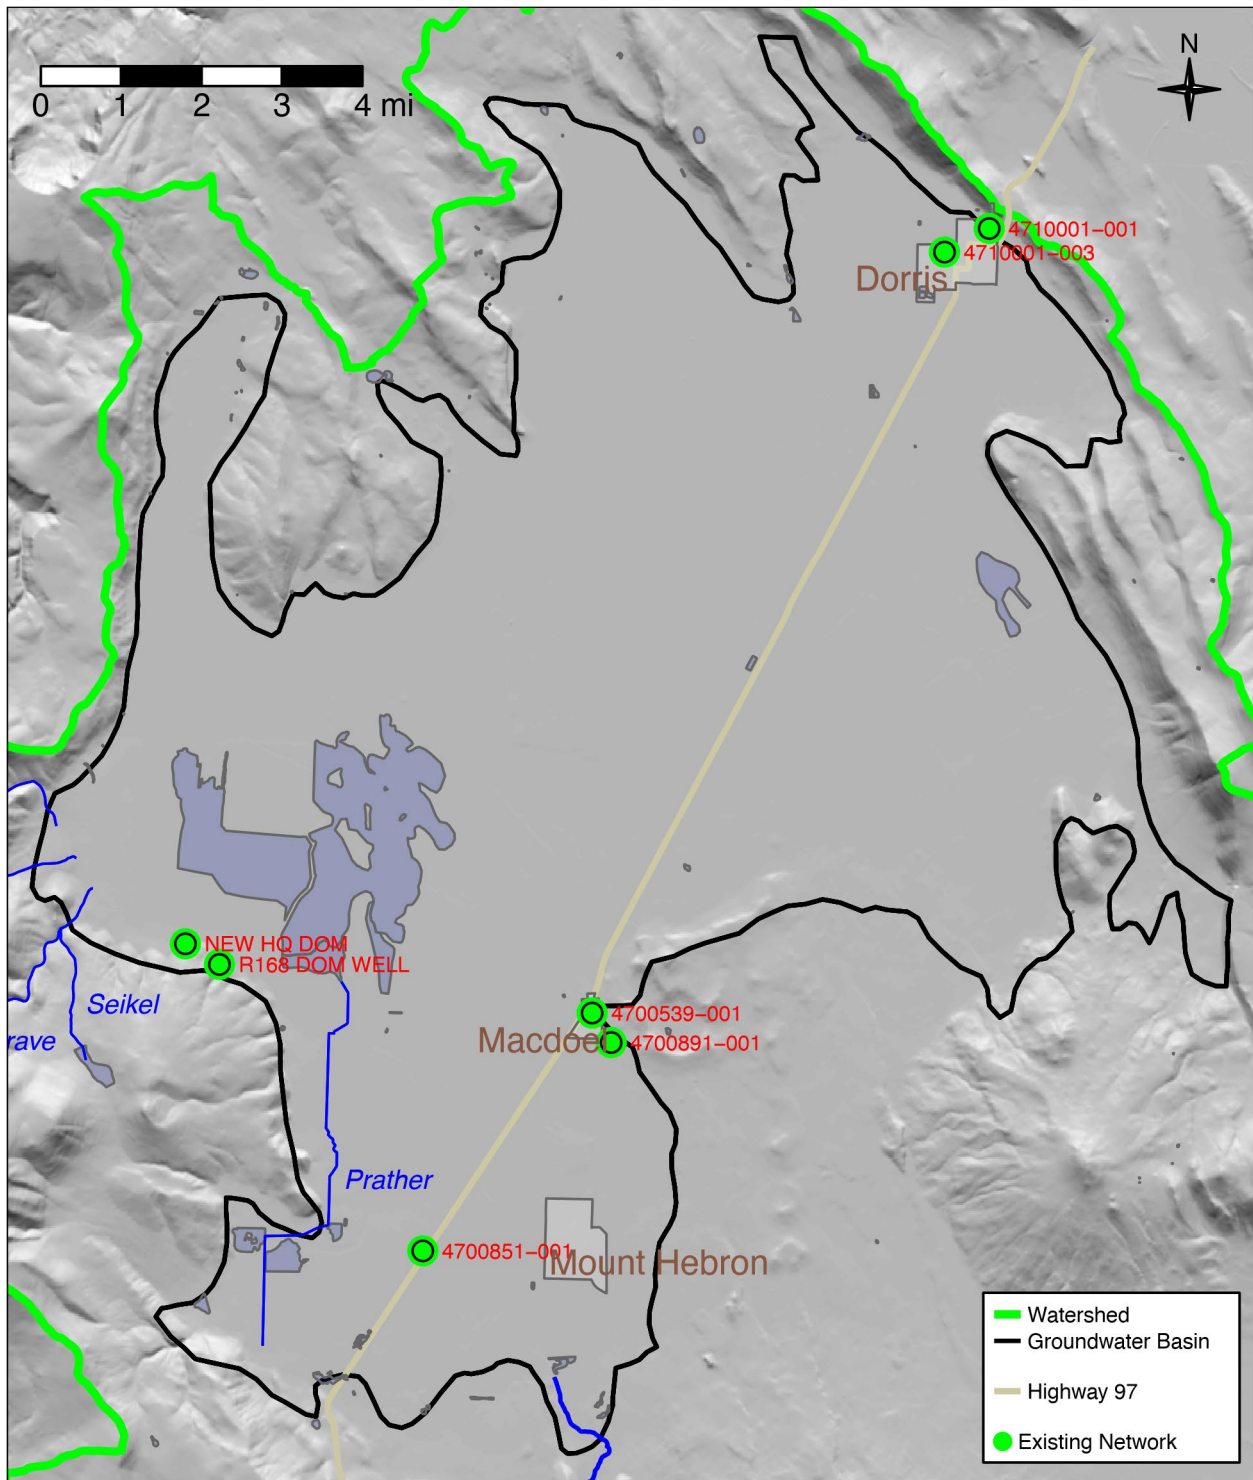 N
0 1 2 3 4 mi
4710001-001
4710001-003
Dorris
NEW HQ DOM
R168 DOM WELL
Seikel
rave
4700539-001
Macdoel
4700891-001
Prather
4700851-001
Mount Hebron
Watershed
Groundwater Basin
Highway 97
Existing Network